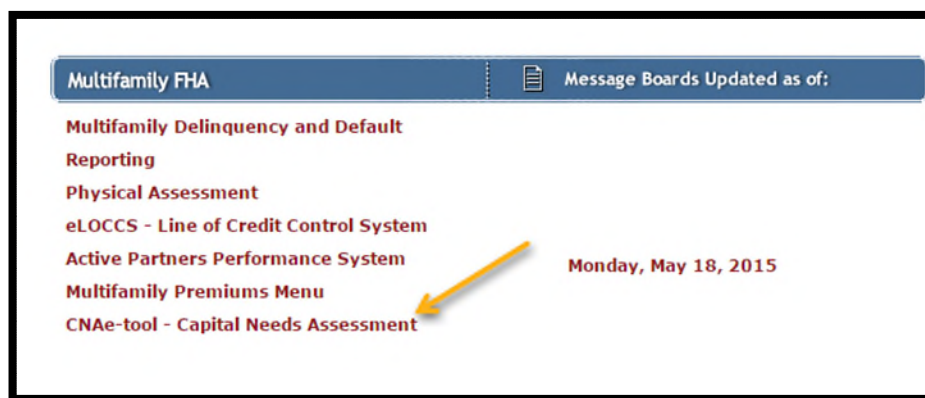 Multifamily FHA
Message Boards Updated as of:
Multifamily Delinquency and Default
Reporting
Physical Assessment
eLOCCS - Line of Credit Control System
Active Partners Performance System
Monday, May 18, 2015
Multifamily Premiums Menu
CNAe-tool - Capital Needs Assessment